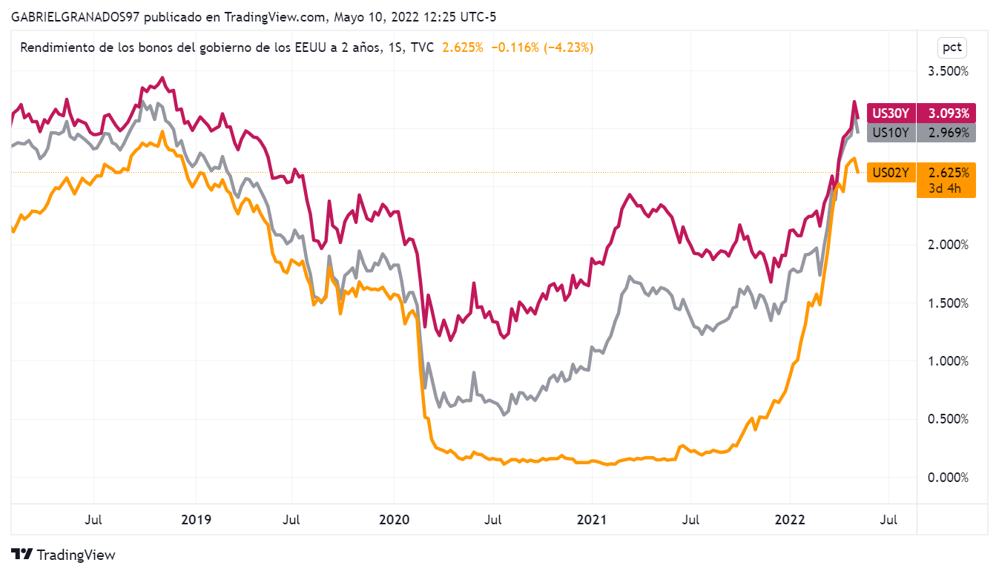 GABRIELGRANADOS97 publicado en TradingView.com, Mayo 10, 2022 12:25 UTC-5
Rendimiento de los bonos del gobierno de los EEUU a 2 años, 1S, TVC 2.625% −0.116% (−4.23%)
pct
3.500%
US30Y 3.093%
US10Y 2.969%
US02Y 2.625%
3d 4h
2.000%
1.500%
1.000%
0.500%
0.000%
Jul 2019 Jul 2020 Jul 2021 Jul 2022 Jul
TradingView